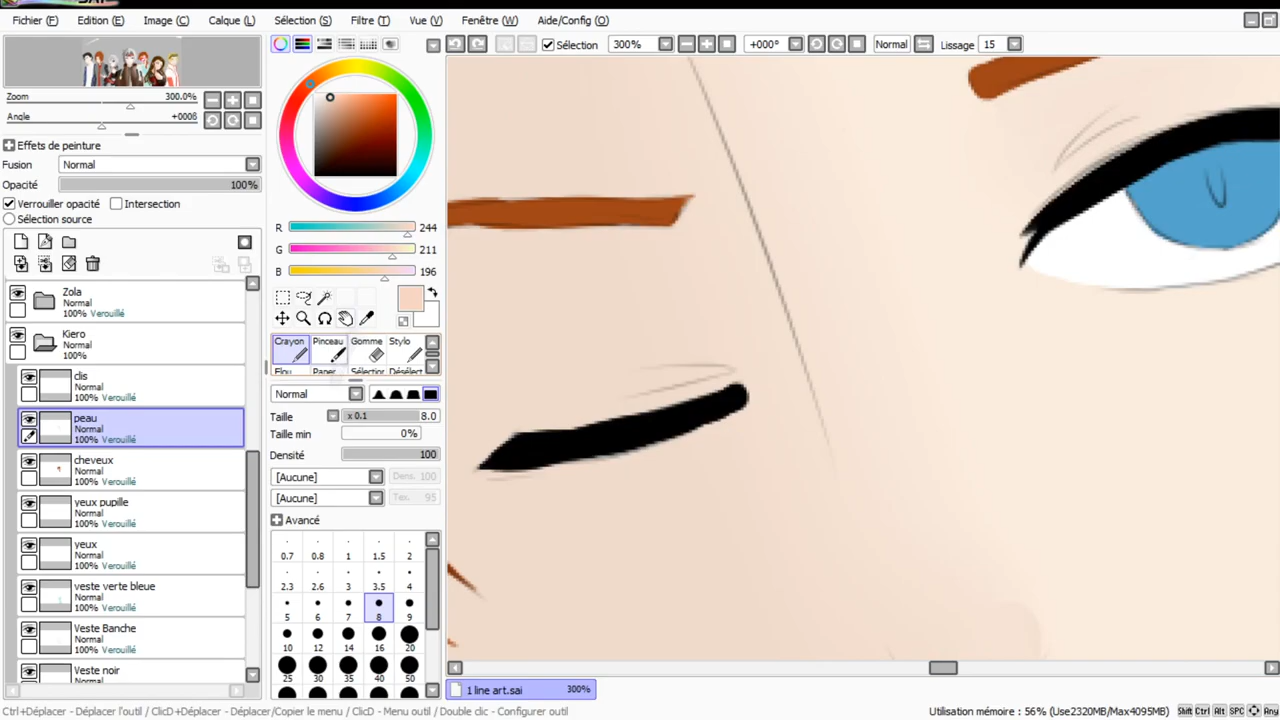 Fichier (F) Edition (E) Image (C) Calque (L) Sélection (S) Filtre (T) Vue (V) Fenêtre (W) Aide/Config (O)
Sélection 300% +000° Normal Lissage 15
Zoom 300.0%
Angle +000ß
Effets de peinture
Fusion Normal
Opacité 100%
Verrouiller opacité Intersection
Sélection source
Zola
Normal
100% Verouillé
Kiero
Normal
100%
clis
Normal
100% Verouillé
peau
Normal
100% Verouillé
cheveux
Normal
100% Verouillé
yeux pupille
Normal
100% Verouillé
yeux
Normal
100% Verouillé
veste verte bleue
Normal
100% Verouillé
Veste Banche
Normal
100% Verouillé
Veste noir
Normal
R 244
G 211
B 196
Crayon Pinceau Gomme Stylo
Flou Paper Sélection Désélect
Normal
Taille x 0.1 8.0
Taille min 0%
Densité 100
[Aucune] Dens. 100
[Aucune] Tex. 95
Avancé
0.7 0.8 1 1.5 2
2.3 2.6 3 3.5 4
5 6 7 8 9
10 12 14 16 20
25 30 35 40 50
1 line art.sai 300%
Ctrl+Déplacer - Déplacer l'outil / ClicD+Déplacer - Déplacer/Copier le menu / ClicD - Menu outil / Double clic - Configurer outil
Utilisation mémoire : 56% (Use2320MB/Max4095MB) Shift Ctrl Alt SPC Any